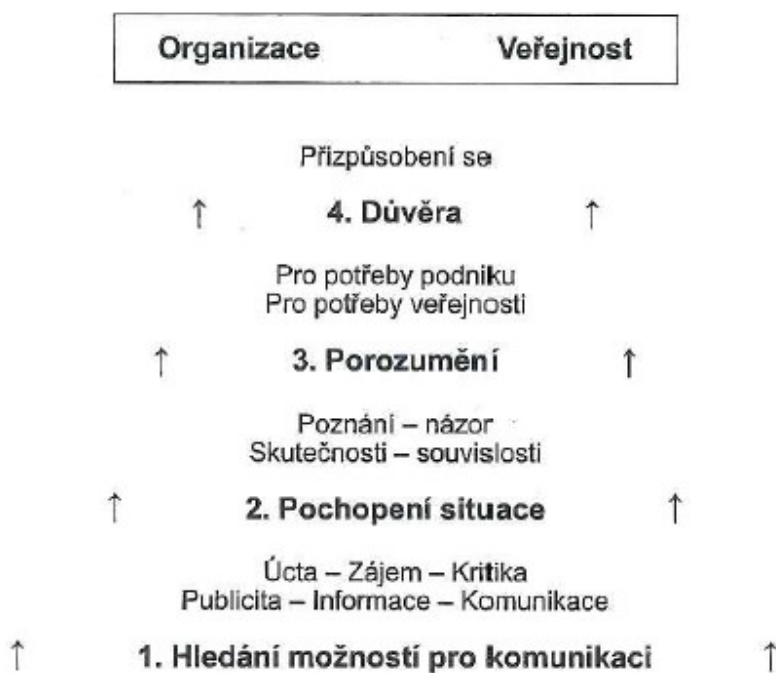 Organizace Veřejnost
Přizpůsobení se
↑ 4. Důvěra ↑
Pro potřeby podniku
Pro potřeby veřejnosti
↑ 3. Porozumění ↑
Poznání – názor
Skutečnosti – souvislosti
↑ 2. Pochopení situace ↑
Úcta – Zájem – Kritika
Publicita – Informace – Komunikace
↑ 1. Hledání možností pro komunikaci ↑